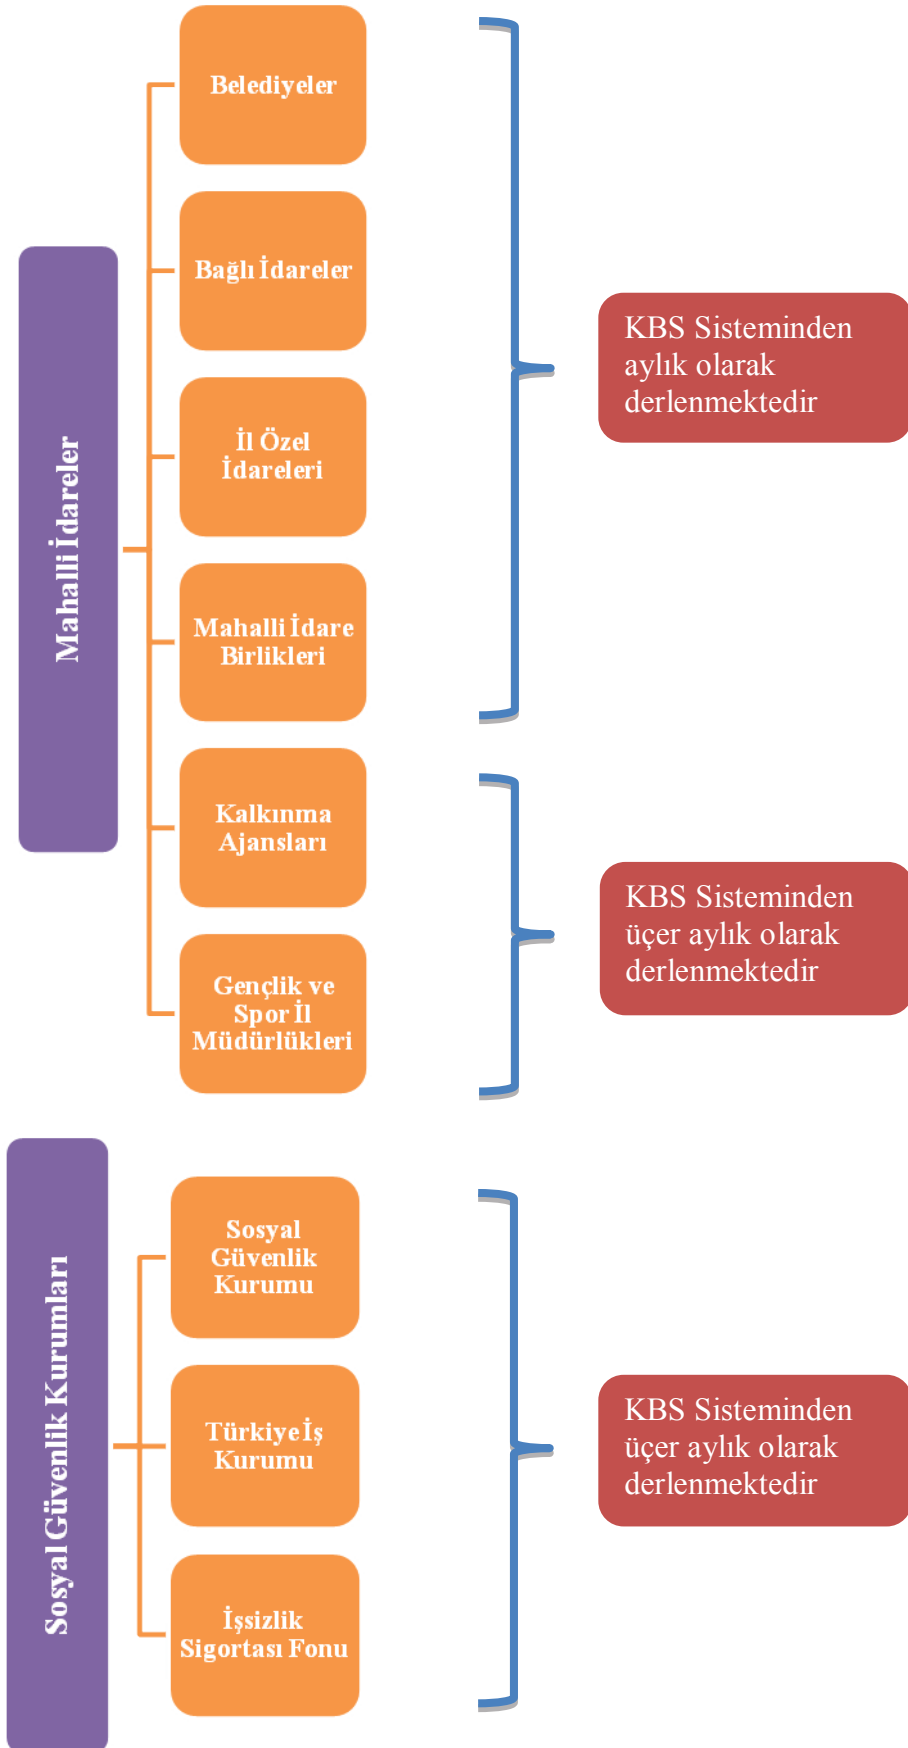 Mahalli İdareler
Belediyeler
Bağlı İdareler
İl Özel
İdareleri
Mahalli İdare
Birlikleri
Kalkınma
Ajansları
Gençlik ve
Spor İl
Müdürlükleri
KBS Sisteminden
aylık olarak
derlenmektedir
KBS Sisteminden
üçer aylık olarak
derlenmektedir
Sosyal Güvenlik Kurumları
Sosyal
Güvenlik
Kurumu
Türkiye İş
Kurumu
İşsizlik
Sigortası Fonu
KBS Sisteminden
üçer aylık olarak
derlenmektedir